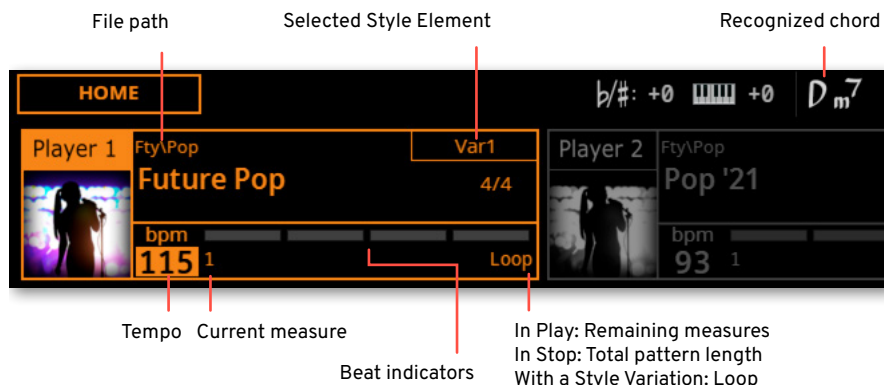 File path
Selected Style Element
Recognized chord
HOME
b/#: +0 +0 Dm7
Player 1
Fty\Pop
Var1
Future Pop
4/4
bpm
115
1
Loop
Player 2
Fty\Pop
Pop '21
bpm
93
1
Tempo
Current measure
Beat indicators
In Play: Remaining measures
In Stop: Total pattern length
With a Style Variation: Loop